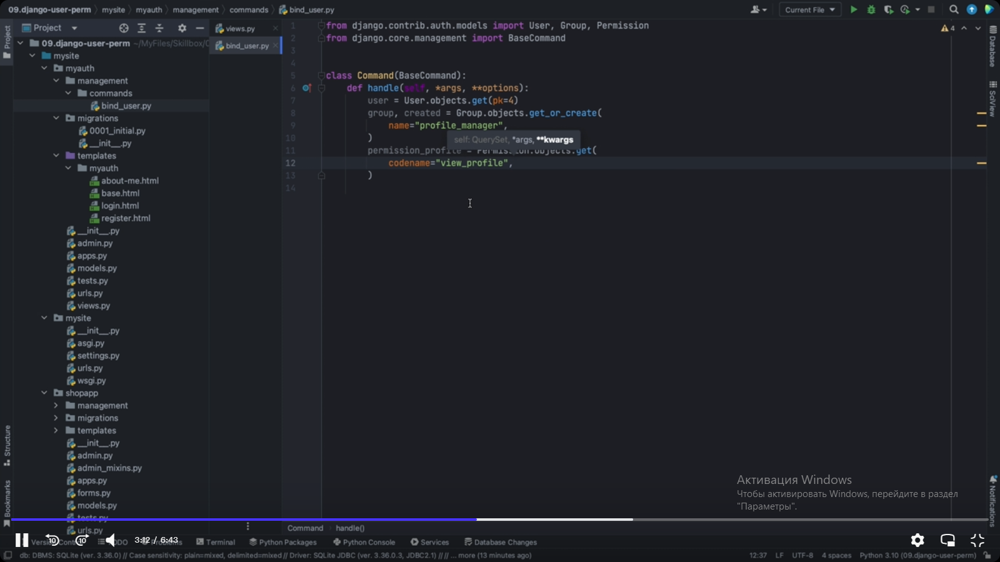 09.django-user-perm mysite myauth management commands bind_user.py
Current File
Project
views.py
bind_user.py
4
09.django-user-perm ~/MyFiles/Skillbox/
mysite
myauth
management
commands
bind_user.py
migrations
0001_initial.py
__init__.py
templates
myauth
about-me.html
base.html
login.html
register.html
__init__.py
admin.py
apps.py
models.py
tests.py
urls.py
views.py
mysite
__init__.py
asgi.py
settings.py
urls.py
wsgi.py
shopapp
management
migrations
templates
__init__.py
admin.py
admin_mixins.py
apps.py
forms.py
models.py
tests.py
urls.py
1 from django.contrib.auth.models import User, Group, Permission
2 from django.core.management import BaseCommand
3
4
5 class Command(BaseCommand):
6 def handle(self, *args, **options):
7 user = User.objects.get(pk=4)
8 group, created = Group.objects.get_or_create(
9 name="profile_manager",
10 )
self: QuerySet, *args, **kwargs
11 permission_profile = Permission.objects.get(
12 codename="view_profile",
13 )
14
Project
Structure
Bookmarks
Database
SciView
Notifications
Активация Windows
Чтобы активировать Windows, перейдите в раздел
"Параметры".
Command handle()
10 10 3:12 / 6:43
Terminal Python Packages Python Console Services Database Changes
db: DBMS: SQLite (ver. 3.36.0) // Case sensitivity: plain=mixed, delimited=mixed // Driver: SQLite JDBC (ver. 3.36.0.3, JDBC2.1) // // ... more (13 minutes ago)
12:37 LF UTF-8 4 spaces Python 3.10 (09.django-user-perm)